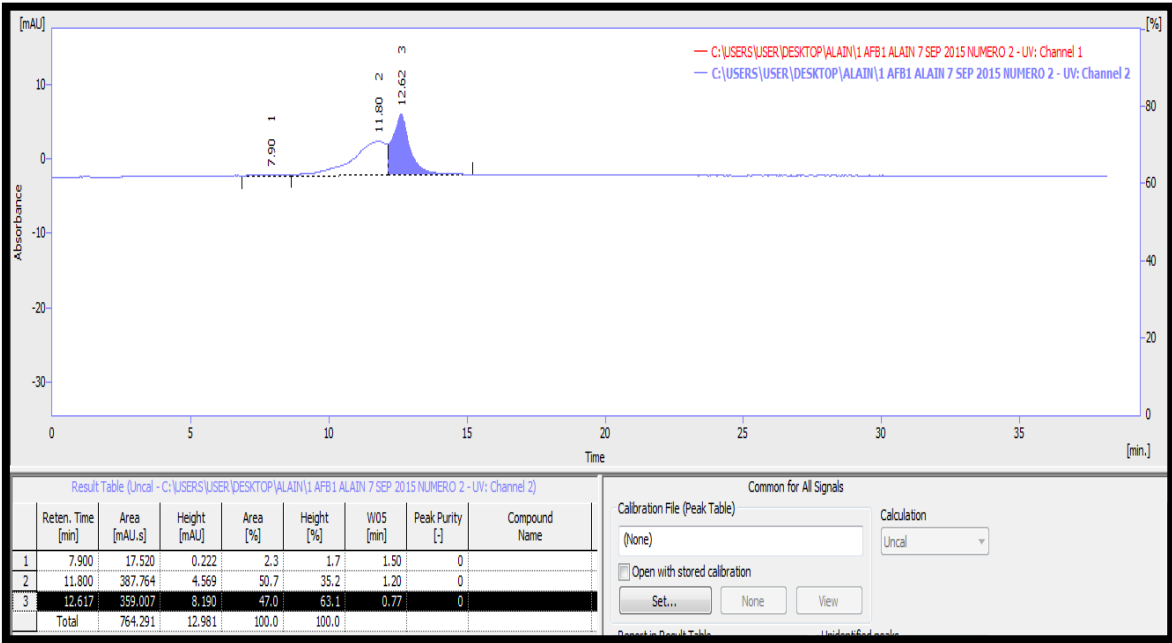 [mAU]
[%]
— C:\USERS\USER\DESKTOP\ALAIN\1 AFB1 ALAIN 7 SEP 2015 NUMERO 2 - UV: Channel 1
— C:\USERS\USER\DESKTOP\ALAIN\1 AFB1 ALAIN 7 SEP 2015 NUMERO 2 - UV: Channel 2
7.90 1
11.80 2
12.62 3
10
0
-10
-20
-30
Absorbance
80
60
40
20
0
0 5 10 15 20 25 30 35
[min.]
Time
Result Table (Uncal - C:\USERS\USER\DESKTOP\ALAIN\1 AFB1 ALAIN 7 SEP 2015 NUMERO 2 - UV: Channel 2)
Reten. Time [min] Area [mAU.s] Height [mAU] Area [%] Height [%] W05 [min] Peak Purity [-] Compound Name
1 7.900 17.520 0.222 2.3 1.7 1.50 0
2 11.800 387.764 4.569 50.7 35.2 1.20 0
3 12.617 359.007 8.190 47.0 63.1 0.77 0
Total 764.291 12.981 100.0 100.0
Common for All Signals
Calibration File (Peak Table)
(None)
Open with stored calibration
Set... None View
Calculation
Uncal
Report in Result Table
Unidentified peaks